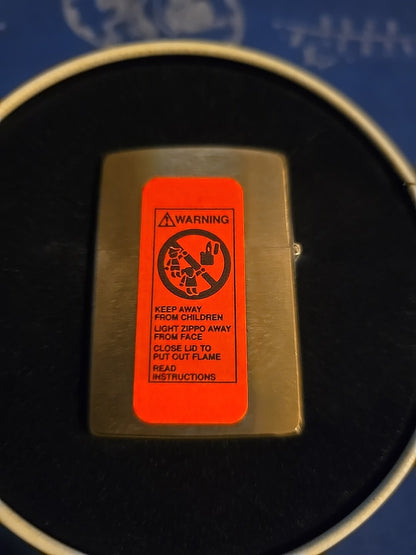 WARNING
KEEP AWAY
FROM CHILDREN
LIGHT ZIPPO AWAY
FROM FACE
CLOSE LID TO
PUT OUT FLAME
READ
INSTRUCTIONS